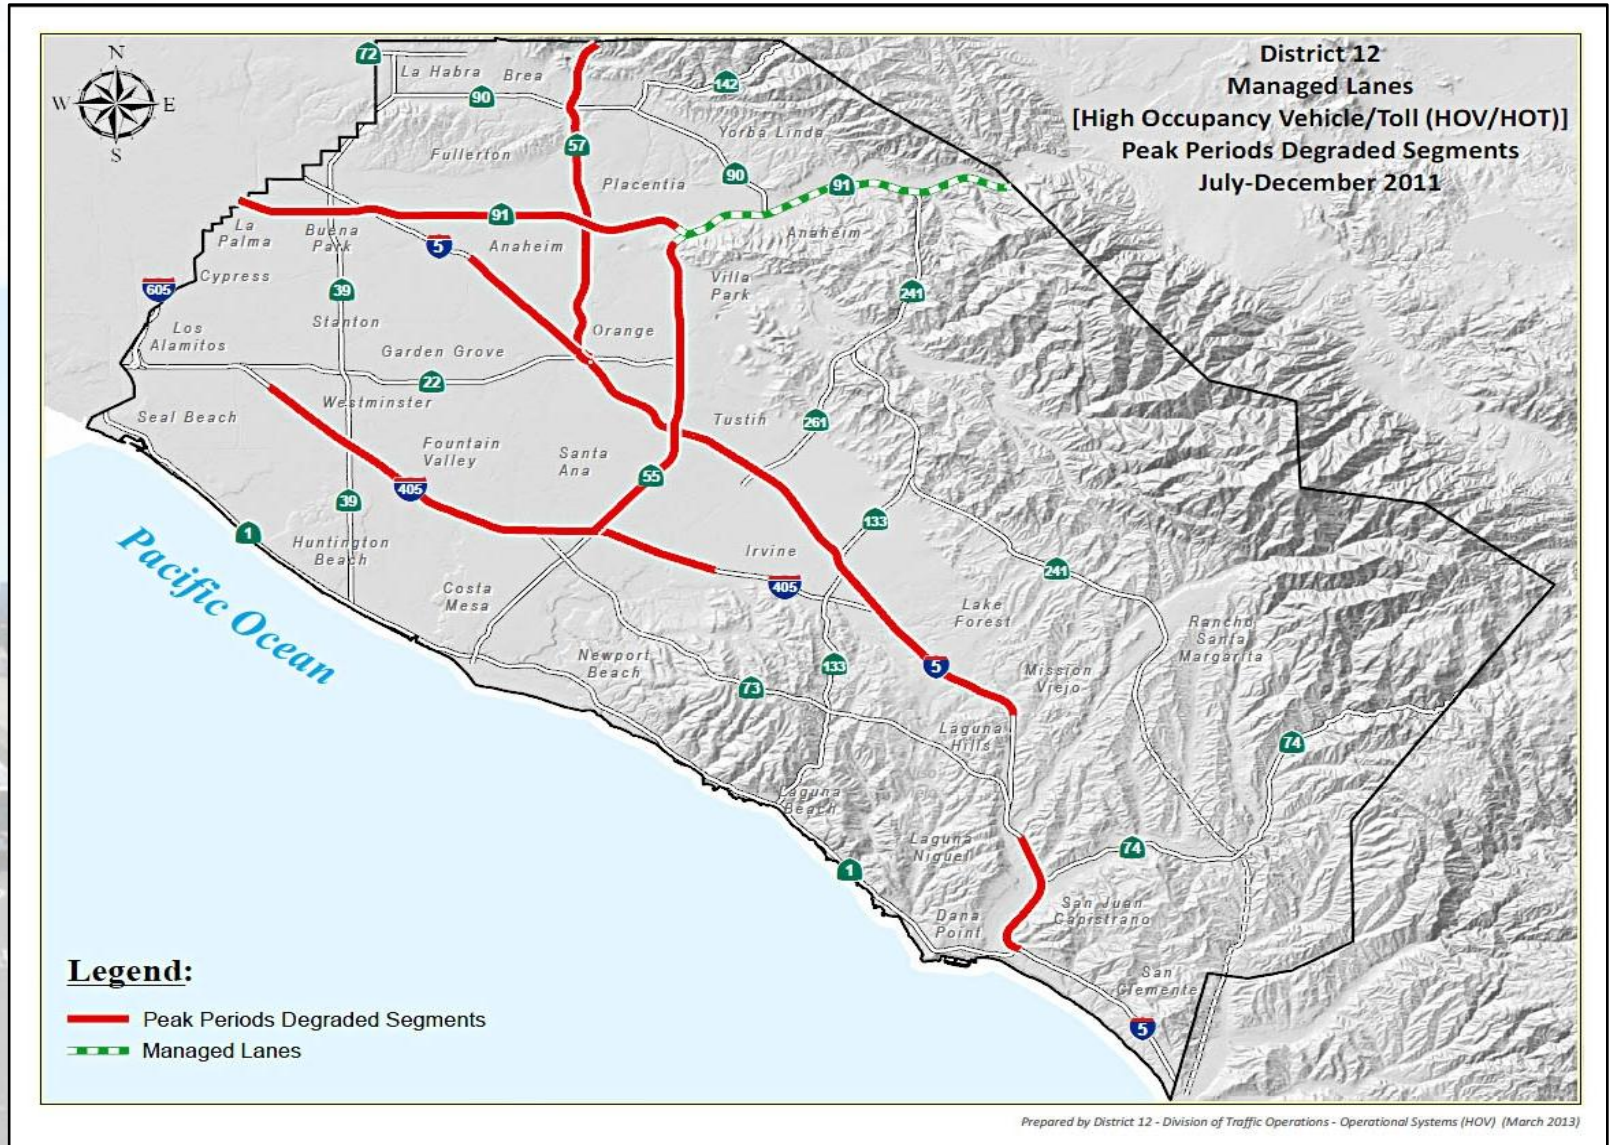 District 12
Managed Lanes
[High Occupancy Vehicle/Toll (HOV/HOT)]
Peak Periods Degraded Segments
July-December 2011
N
W
E
S
72
La Habra
Brea
90
142
57
Yorba Linda
Fullerton
90
Placentia
91
91
La
Palma
Buena
Park
5
Anaheim
Anaheim
Cypress
605
39
Villa
Park
241
Los
Alamitos
Stanton
Orange
Garden Grove
22
Westminster
Seal Beach
Tustin
261
Fountain
Valley
Santa
Ana
55
405
39
1
133
Huntington
Beach
Irvine
241
405
Pacific Ocean
Costa
Mesa
Lake
Forest
Rancho
Santa
Margarita
Newport
Beach
133
5
Mission
Viejo
73
Laguna
Hills
74
Laguna
Beach
Laguna
Niguel
74
1
San Juan
Capistrano
Dana
Point
San
Clemente
5
Legend:
Peak Periods Degraded Segments
Managed Lanes
Prepared by District 12 - Division of Traffic Operations - Operational Systems (HOV) (March 2013)